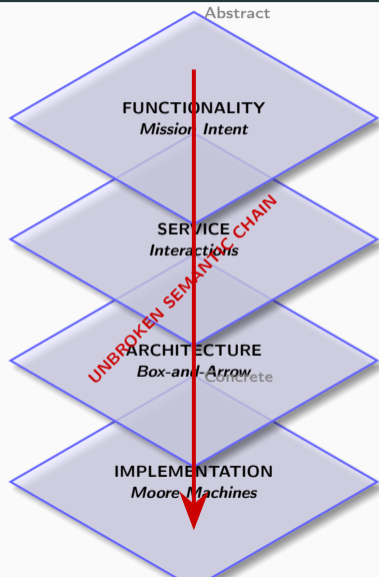 Abstract
FUNCTIONALITY
Mission Intent
SERVICE
Interactions
UNBROKEN SEMANTIC CHAIN
ARCHITECTURE
Box-and-Arrow
Concrete
IMPLEMENTATION
Moore Machines